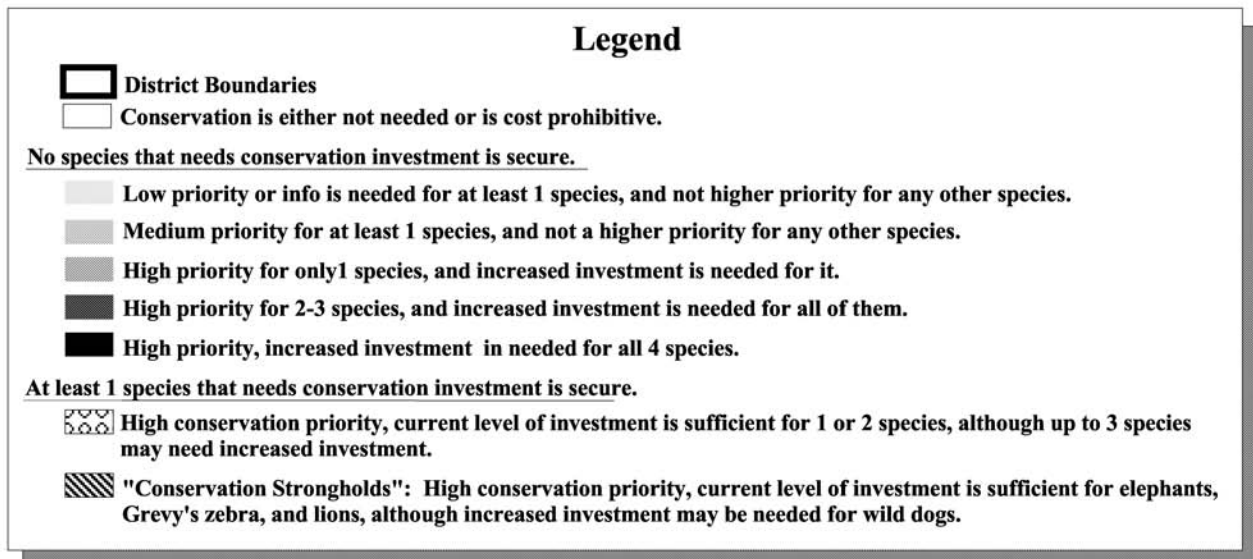 Legend
District Boundaries
Conservation is either not needed or is cost prohibitive.
No species that needs conservation investment is secure.
Low priority or info is needed for at least 1 species, and not higher priority for any other species.
Medium priority for at least 1 species, and not a higher priority for any other species.
High priority for only1 species, and increased investment is needed for it.
High priority for 2-3 species, and increased investment is needed for all of them.
High priority, increased investment in needed for all 4 species.
At least 1 species that needs conservation investment is secure.
High conservation priority, current level of investment is sufficient for 1 or 2 species, although up to 3 species
may need increased investment.
"Conservation Strongholds": High conservation priority, current level of investment is sufficient for elephants,
Grevy's zebra, and lions, although increased investment may be needed for wild dogs.